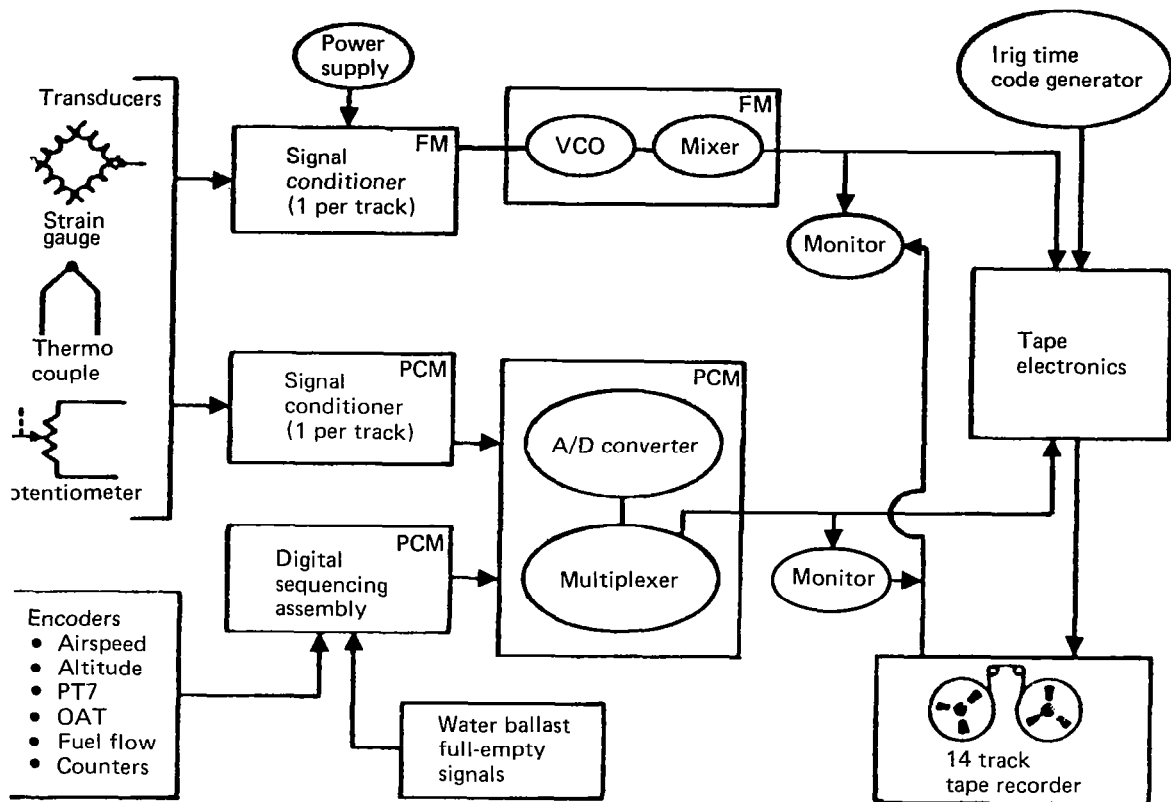 Power
supply
Irig time
code generator
Transducers
FM
Signal
conditioner
(1 per track)
FM
VCO
Mixer
Strain
gauge
Monitor
Thermo
couple
PCM
Signal
conditioner
(1 per track)
PCM
A/D converter
Multiplexer
Tape
electronics
otentiometer
PCM
Digital
sequencing
assembly
Monitor
Encoders
• Airspeed
• Altitude
• PT7
• OAT
• Fuel flow
• Counters
Water ballast
full-empty
signals
14 track
tape recorder